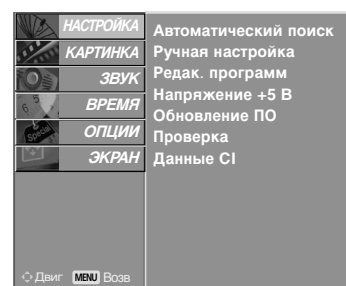 НАСТРОЙКА
КАРТИНКА
ЗВУК
ВРЕМЯ
ОПЦИИ
ЭКРАН
Автоматический поиск
Ручная настройка
Редак. программ
Напряжение +5 В
Обновление ПО
Проверка
Данные CI
Двиг MENU Возв